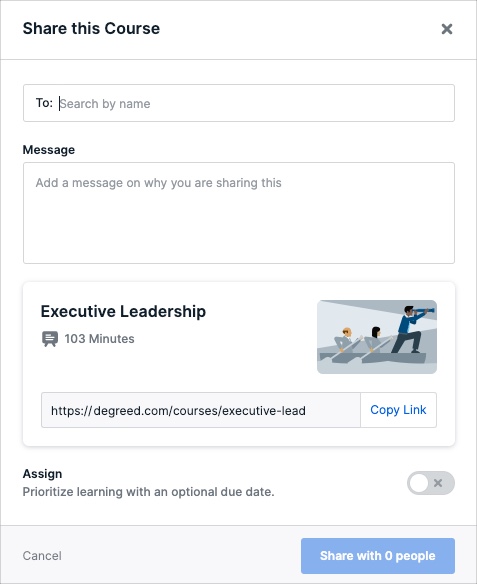 Share this Course
To: Search by name
Message
Add a message on why you are sharing this
Executive Leadership
103 Minutes
https://degreed.com/courses/executive-lead
Copy Link
Assign
Prioritize learning with an optional due date.
Cancel
Share with 0 people